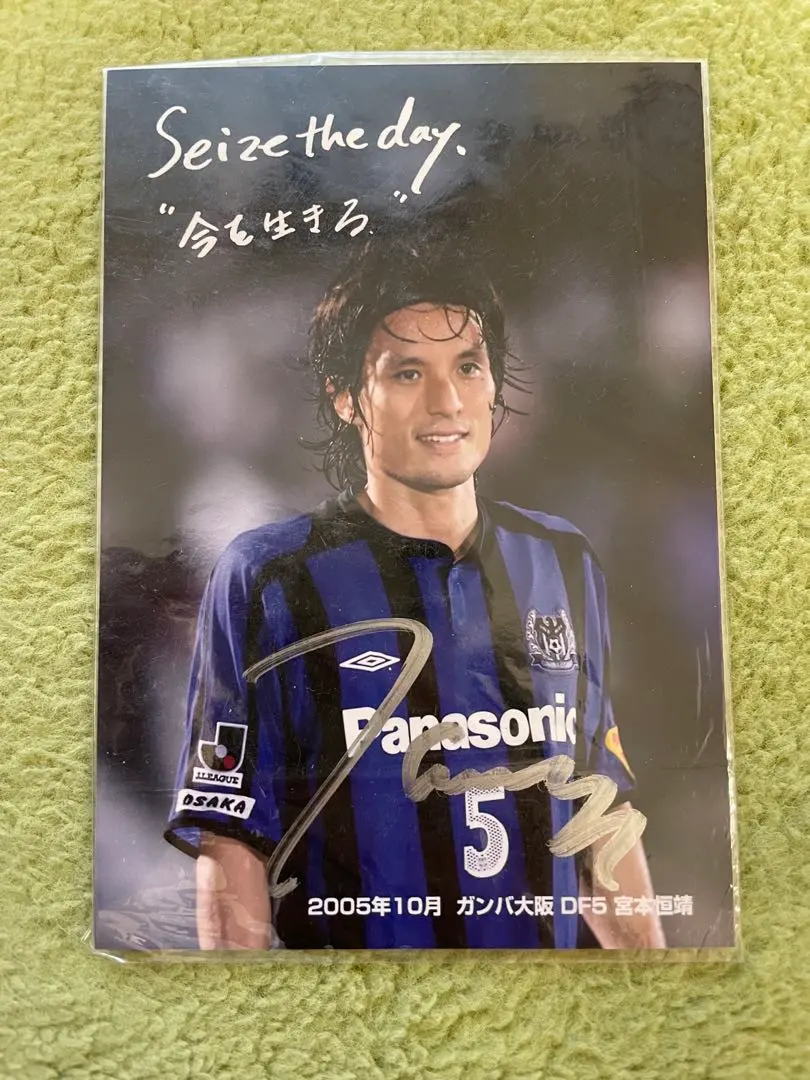 Seize the day.
"今を生きる."
Panasonic
J.LEAGUE
OSAKA
5
2005年10月 ガンバ大阪 DF5 宮本恒靖